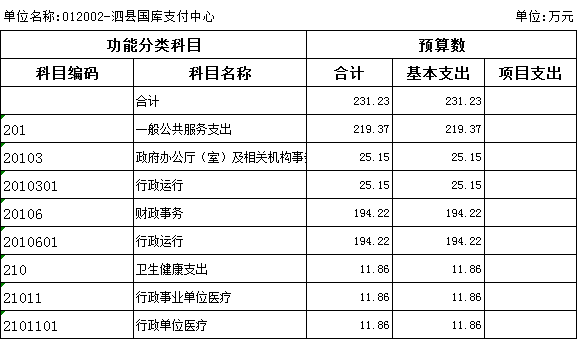 单位名称:012002-泗县国库支付中心 单位:万元
功能分类科目 预算数
科目编码 科目名称 合计 基本支出 项目支出
合计 231.23 231.23
201 一般公共服务支出 219.37 219.37
20103 政府办公厅（室）及相关机构事 25.15 25.15
2010301 行政运行 25.15 25.15
20106 财政事务 194.22 194.22
2010601 行政运行 194.22 194.22
210 卫生健康支出 11.86 11.86
21011 行政事业单位医疗 11.86 11.86
2101101 行政单位医疗 11.86 11.86